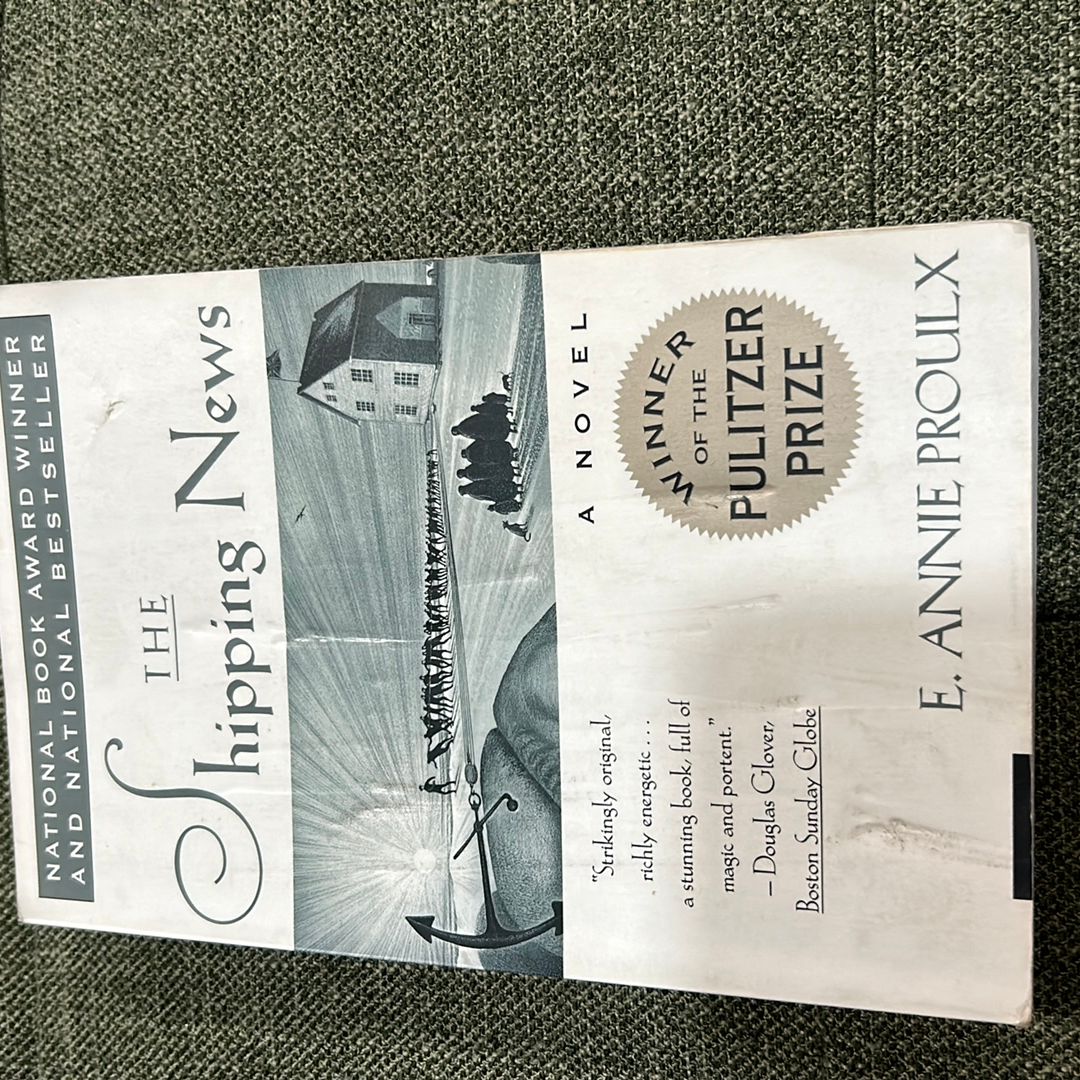 NATIONAL BOOK AWARD WINNER
AND NATIONAL BESTSELLER
THE
Shipping News
A NOVEL
"Strikingly original,
richly energetic . . .
a stunning book, full of
magic and portent."
– Douglas Glover,
Boston Sunday Globe
WINNER
OF THE
PULITZER
PRIZE
E. ANNIE PROULX